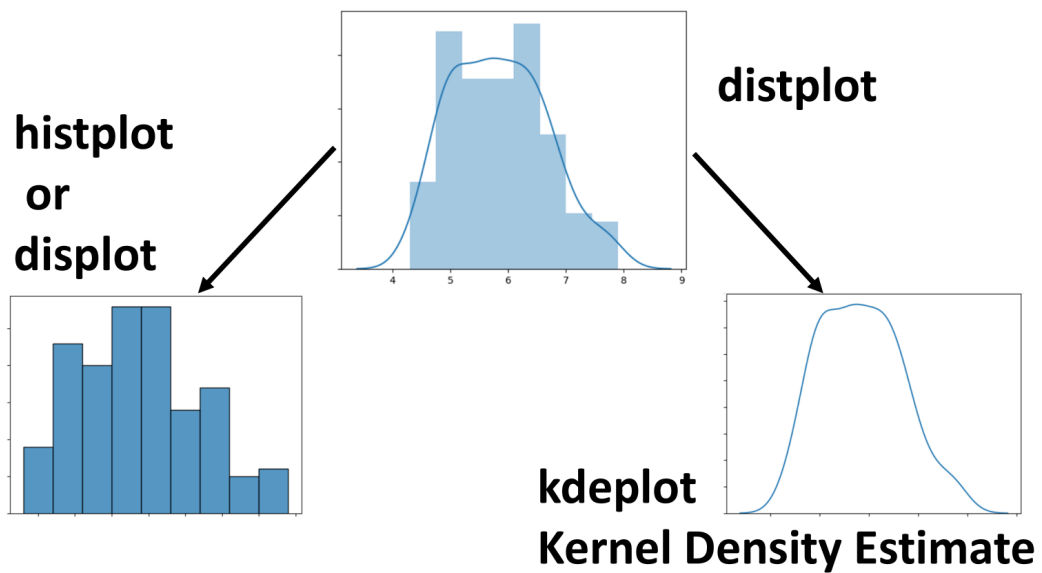 distplot
histplot
or
displot
4 5 6 7 8 9
kdeplot
Kernel Density Estimate